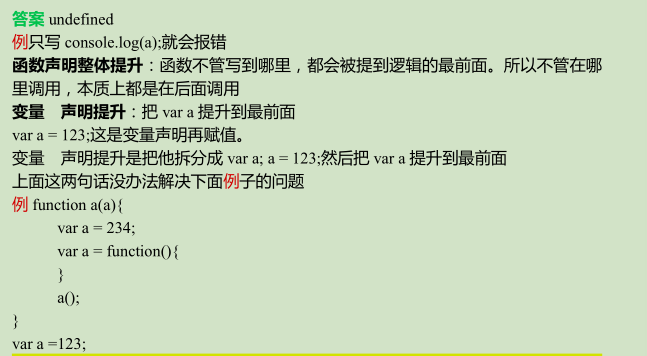 答案 undefined
例只写 console.log(a);就会报错
函数声明整体提升：函数不管写到哪里，都会被提到逻辑的最前面。所以不管在哪
里调用，本质上都是在后面调用
变量　声明提升：把 var a 提升到最前面
var a = 123;这是变量声明再赋值。
变量　声明提升是把他拆分成 var a; a = 123;然后把 var a 提升到最前面
上面这两句话没办法解决下面例子的问题
例 function a(a){
var a = 234;
var a = function(){
}
a();
}
var a =123;